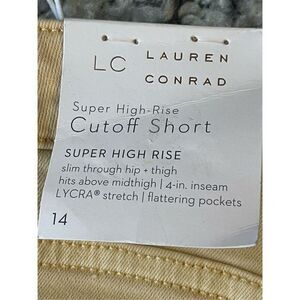 LC LAUREN
CONRAD
Super High-Rise
Cutoff Short
SUPER HIGH RISE
slim through hip + thigh
hits above midthigh | 4-in. inseam
LYCRA® stretch | flattering pockets
14